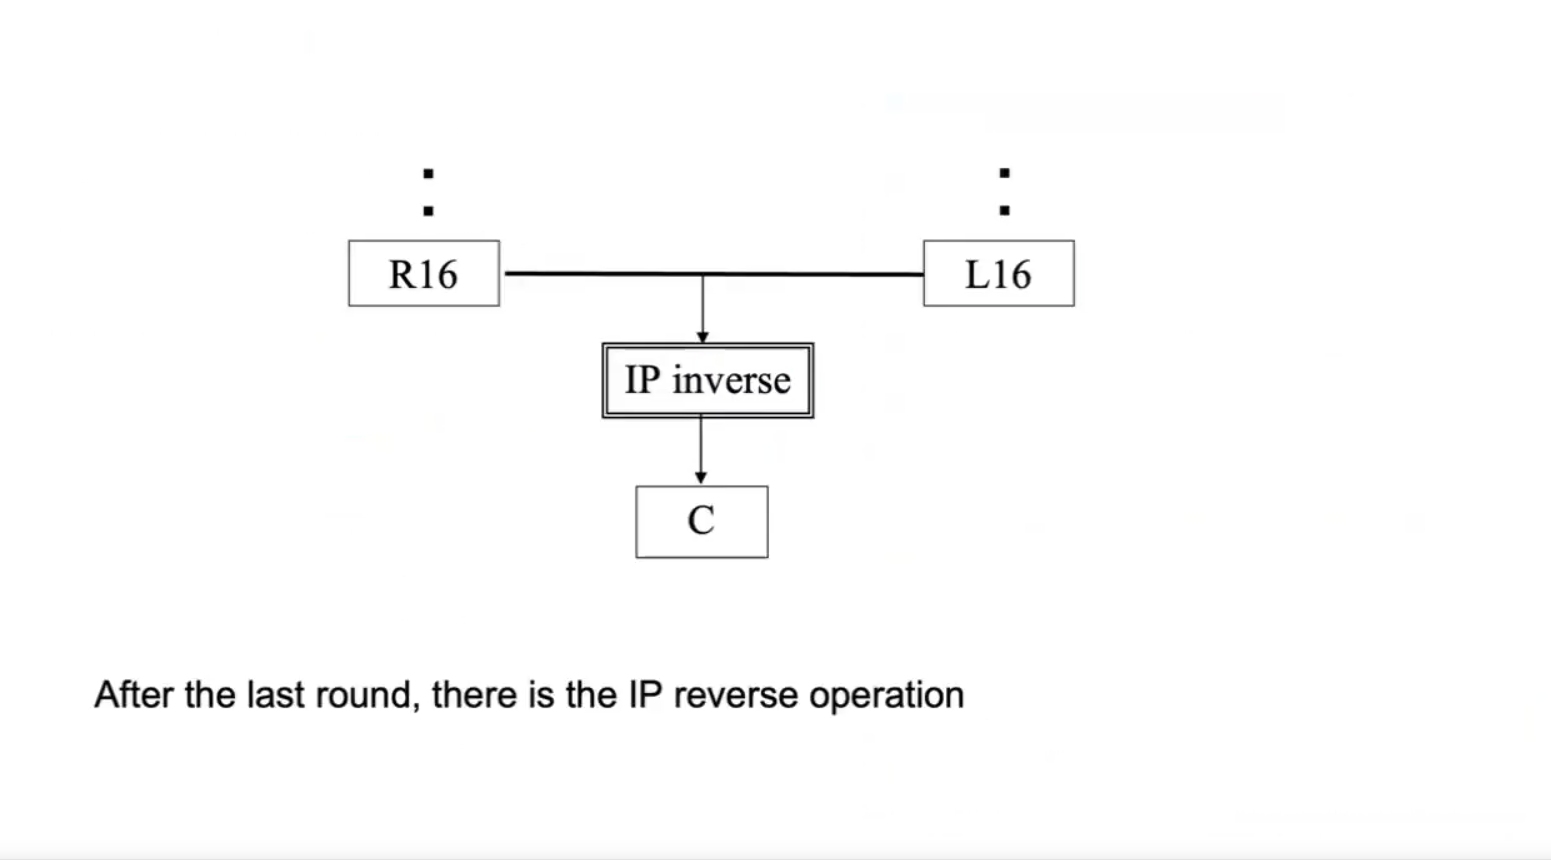 R16
L16
IP inverse
C
After the last round, there is the IP reverse operation